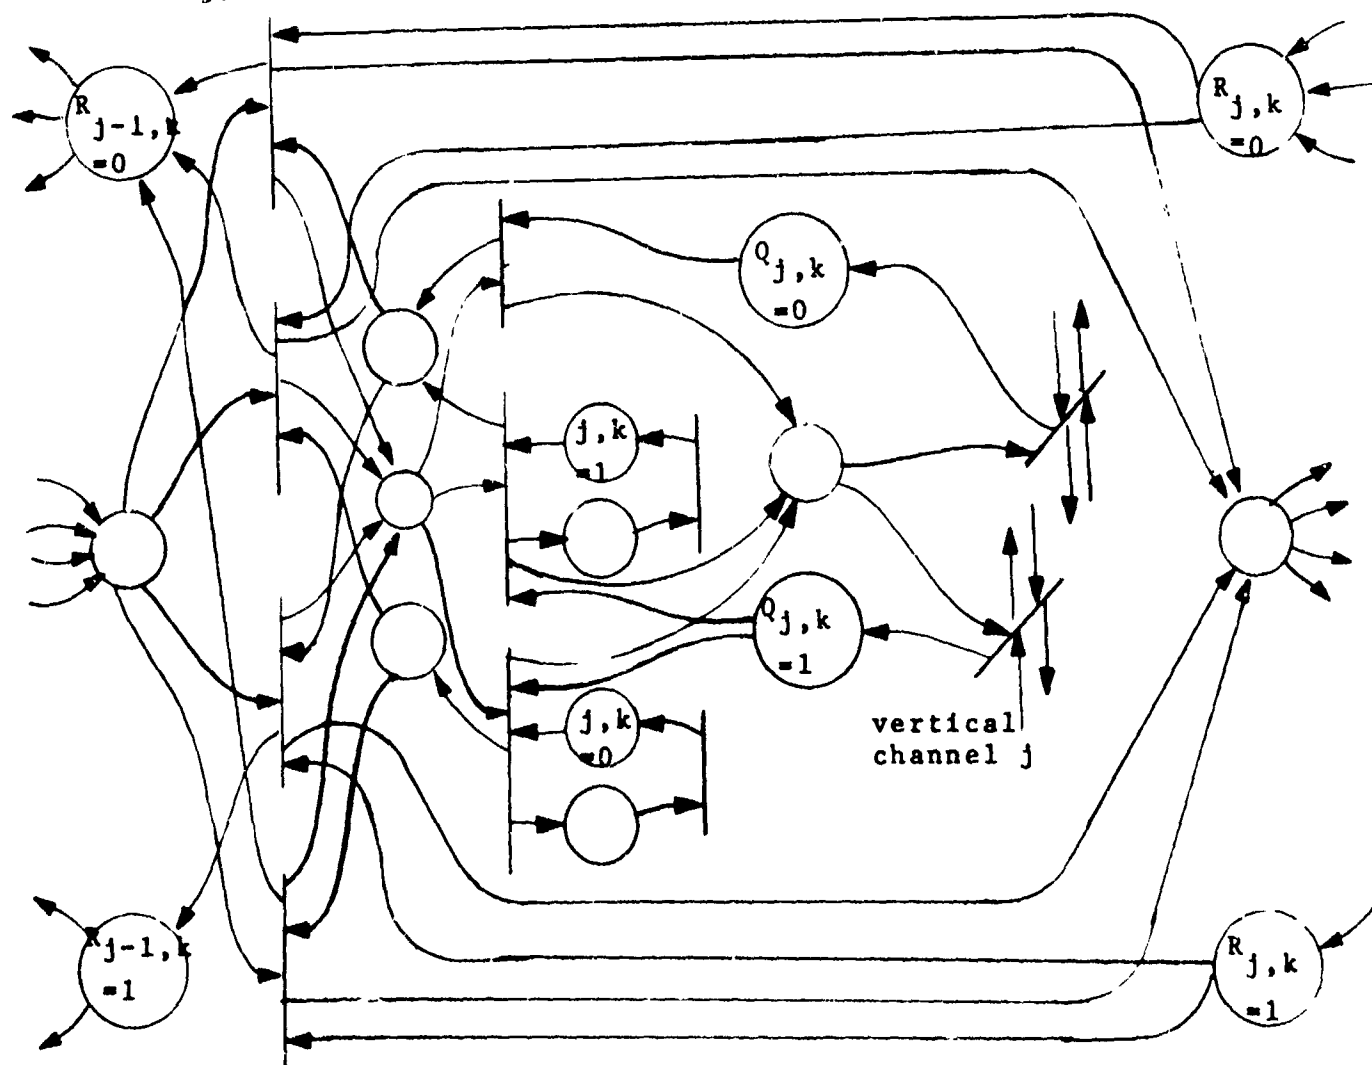 R
j-1,k
=0
R
j,k
=0
Q
j,k
=0
j,k
=1
Q
j,k
=1
j,k
=0
vertical
channel j
R
j-1,k
=1
R
j,k
=1